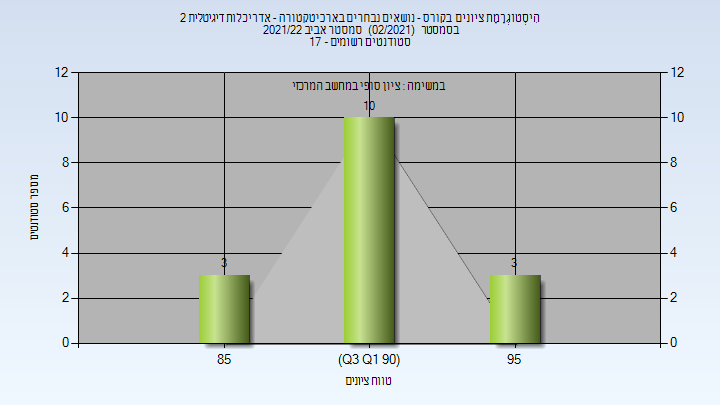 הִיסטוֹגרָמַת ציונים בקורס - נושאים נבחרים בארכיטקטורה - אדריכלות דיגיטלית 2
בסמסטר (02/2021) סמסטר אביב 2021/22
סטודנטים רשומים - 17
במשימה : ציון סופי במחשב המרכזי
12 12
10
10 10
8 8
6 6
4 4
3 3
2 2
0 0
מספר סטודנטים
85 (Q3 Q1 90) 95
טווח ציונים